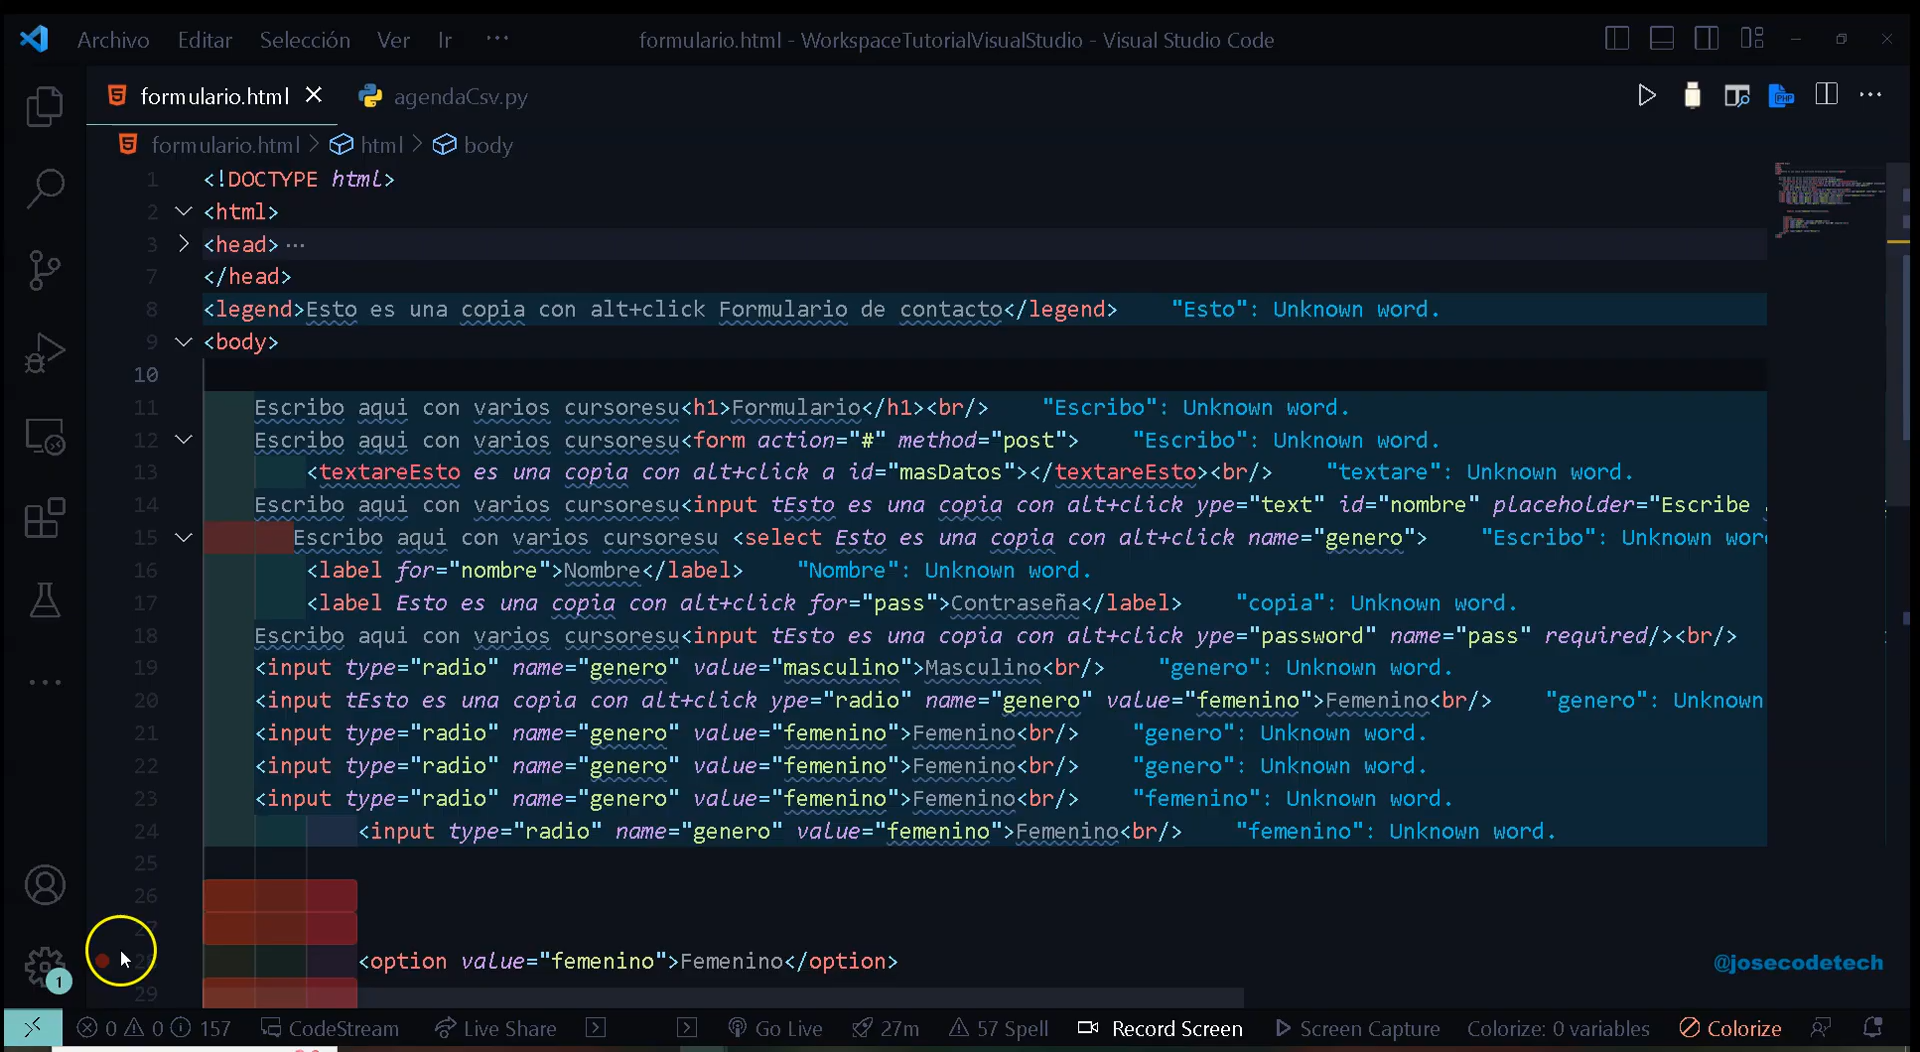 Archivo Editar Selección Ver Ir ··· formulario.html - WorkspaceTutorialVisualStudio - Visual Studio Code
formulario.html agendaCsv.py
formulario.html > html > body
1 <!DOCTYPE html>
2 <html>
3 <head> ···
7 </head>
8 <legend>Esto es una copia con alt+click Formulario de contacto</legend> "Esto": Unknown word.
9 <body>
10
11 Escribo aqui con varios cursoresu<h1>Formulario</h1><br/> "Escribo": Unknown word.
12 Escribo aqui con varios cursoresu<form action="#" method="post"> "Escribo": Unknown word.
13 <textareEsto es una copia con alt+click a id="masDatos"></textareEsto><br/> "textare": Unknown word.
14 Escribo aqui con varios cursoresu<input tEsto es una copia con alt+click ype="text" id="nombre" placeholder="Escribe
15 Escribo aqui con varios cursoresu <select Esto es una copia con alt+click name="genero"> "Escribo": Unknown wor
16 <label for="nombre">Nombre</label> "Nombre": Unknown word.
17 <label Esto es una copia con alt+click for="pass">Contraseña</label> "copia": Unknown word.
18 Escribo aqui con varios cursoresu<input tEsto es una copia con alt+click ype="password" name="pass" required/><br/>
19 <input type="radio" name="genero" value="masculino">Masculino<br/> "genero": Unknown word.
20 <input tEsto es una copia con alt+click ype="radio" name="genero" value="femenino">Femenino<br/> "genero": Unknown
21 <input type="radio" name="genero" value="femenino">Femenino<br/> "genero": Unknown word.
22 <input type="radio" name="genero" value="femenino">Femenino<br/> "genero": Unknown word.
23 <input type="radio" name="genero" value="femenino">Femenino<br/> "femenino": Unknown word.
24 <input type="radio" name="genero" value="femenino">Femenino<br/> "femenino": Unknown word.
25
26
27
28 <option value="femenino">Femenino</option>
@josecodetech
29
1
0 0 157 CodeStream Live Share Go Live 27m 57 Spell Record Screen Screen Capture Colorize: 0 variables Colorize